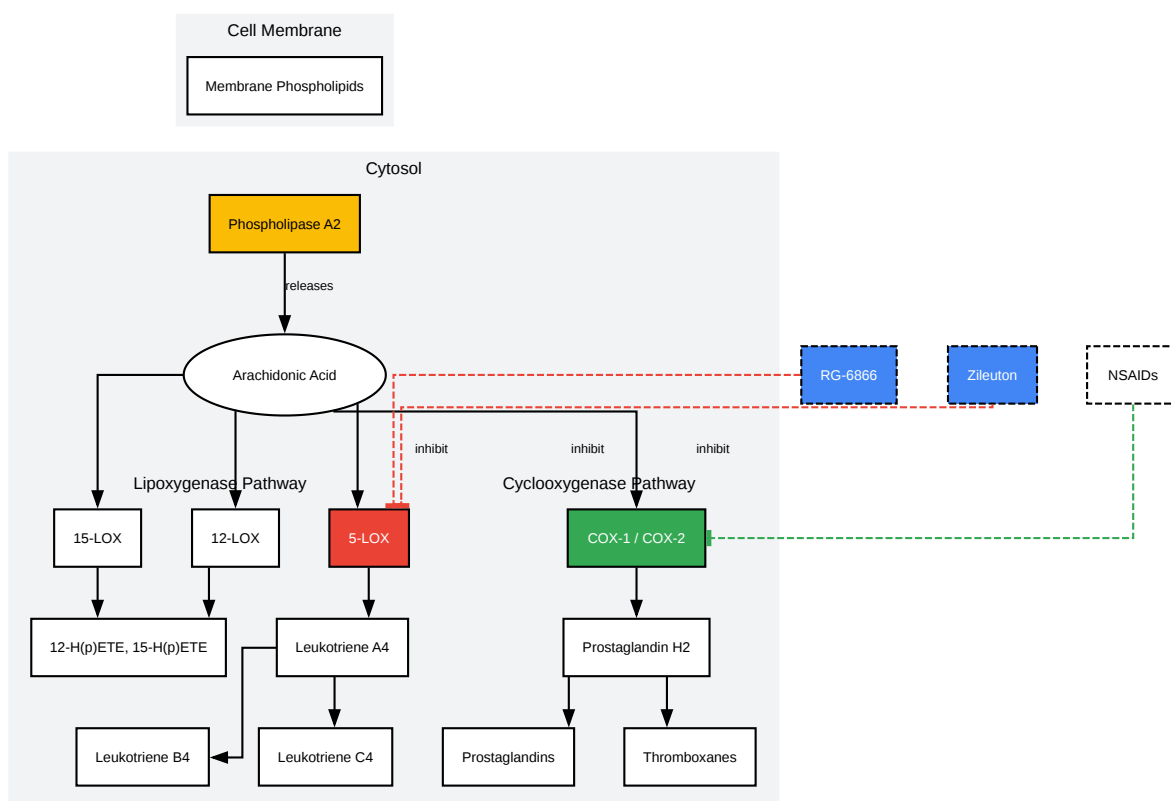 Cell Membrane
Membrane Phospholipids
Cytosol
Phospholipase A2
releases
Arachidonic Acid
RG-6866
Zileuton
NSAIDs
inhibit
inhibit
inhibit
Lipoxygenase Pathway
Cyclooxygenase Pathway
15-LOX
12-LOX
5-LOX
COX-1 / COX-2
12-H(p)ETE, 15-H(p)ETE
Leukotriene A4
Prostaglandin H2
Leukotriene B4
Leukotriene C4
Prostaglandins
Thromboxanes